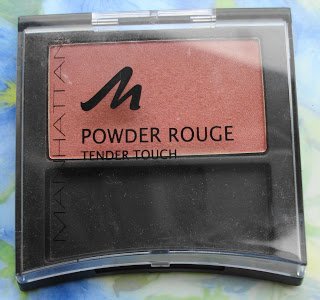 MANHATTAN
M
POWDER ROUGE
TENDER TOUCH